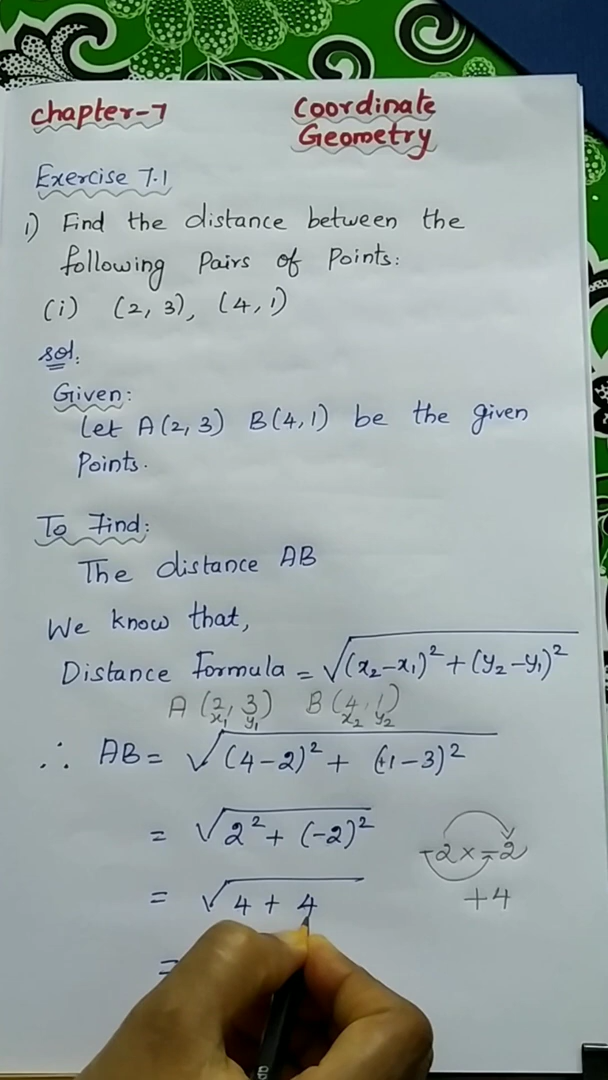 Chapter-7 Coordinate
Geometry
Exercise 7.1
1) Find the distance between the
following Pairs of Points:
(i) (2, 3), (4, 1)
sol.
Given:
Let A(2, 3) B(4, 1) be the given
Points.
To Find:
The distance AB
We know that,
Distance Formula = √(x₂-x₁)² + (y₂-y₁)²
A (2, 3) B (4, 1)
x₁ y₁ x₂ y₂
∴ AB = √(4-2)² + (+1-3)²
= √2² + (-2)²
-2 x -2
= √4 + 4
+4
=